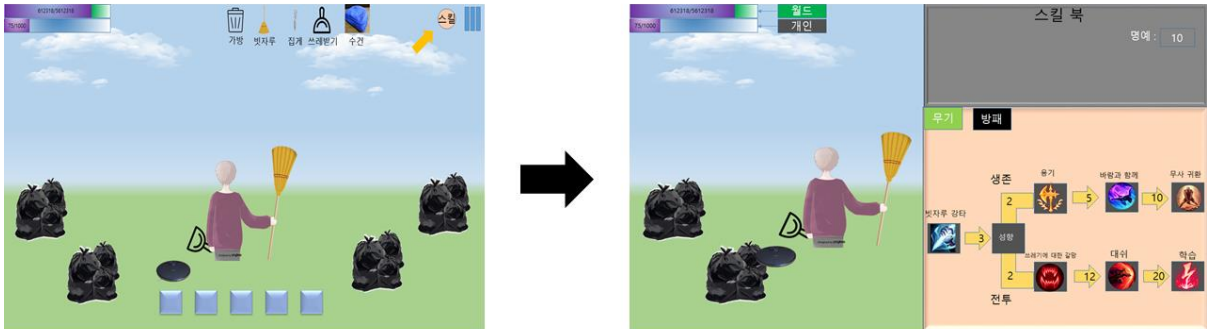 612318/5612318
75/1000
가방 빗자루 집게 쓰레받기 수건
스킬
612318/5612318
75/1000
월드
개인
스킬 북
명예 : 10
무기 방패
생존
용기
바람과 함께
무사 귀환
2
5
10
빗자루 강타
3
성향
쓰레기에 대한 갈망
대쉬
학습
2
12
20
전투